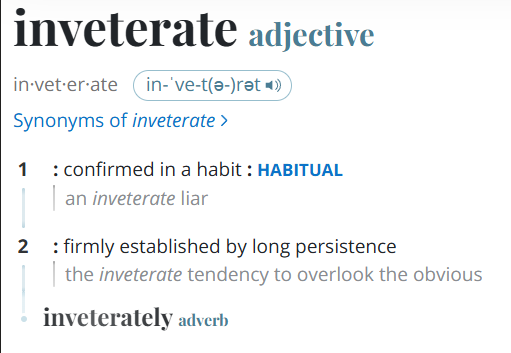 inveterate adjective
in·vet·er·ate in-ˈve-t(ə-)rət
Synonyms of inveterate >
1 : confirmed in a habit : HABITUAL
an inveterate liar
2 : firmly established by long persistence
the inveterate tendency to overlook the obvious
inveterately adverb